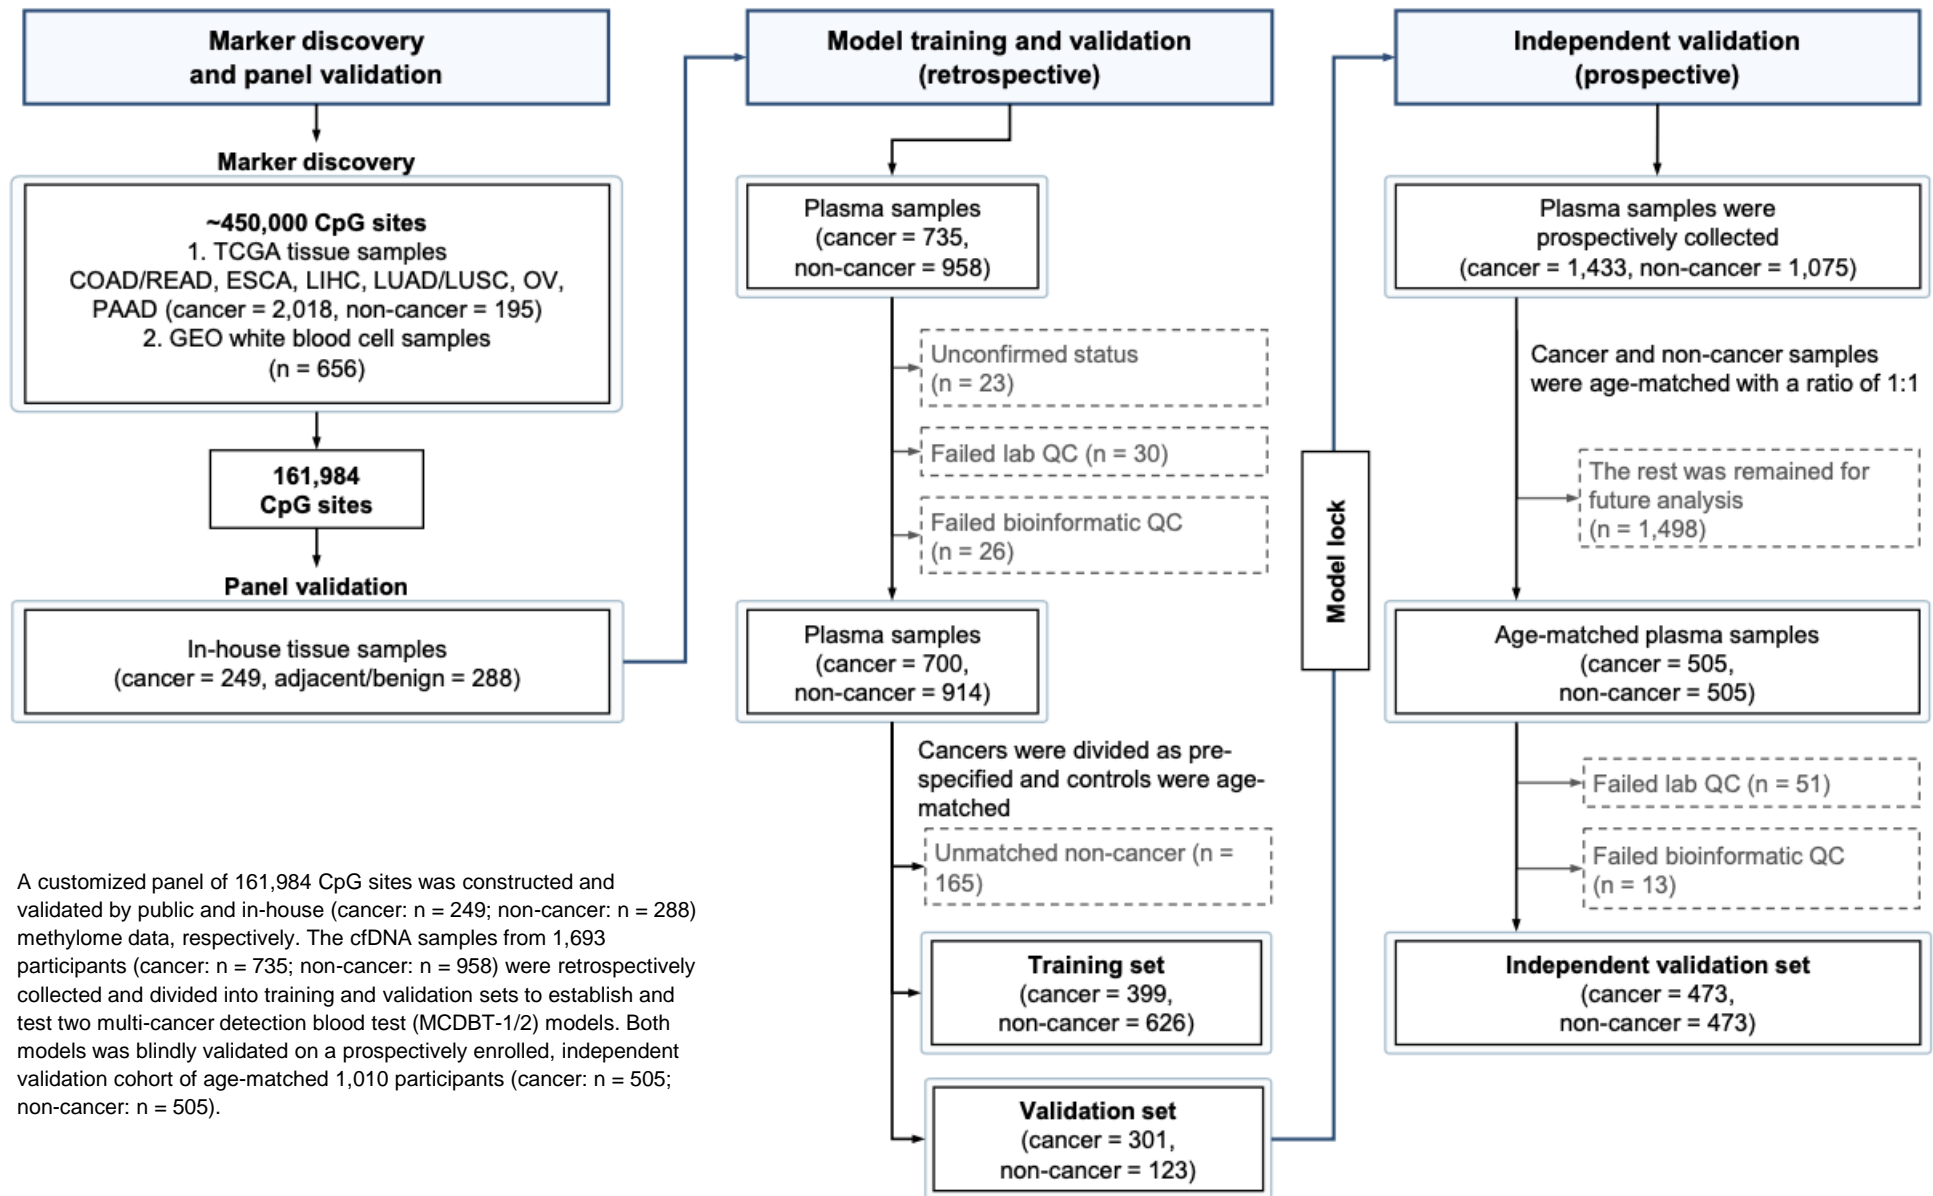 Marker discovery
and panel validation
Marker discovery
~450,000 CpG sites
1. TCGA tissue samples
COAD/READ, ESCA, LIHC, LUAD/LUSC, OV,
PAAD (cancer = 2,018, non-cancer = 195)
2. GEO white blood cell samples
(n = 656)
161,984
CpG sites
Panel validation
In-house tissue samples
(cancer = 249, adjacent/benign = 288)
A customized panel of 161,984 CpG sites was constructed and
validated by public and in-house (cancer: n = 249; non-cancer: n = 288)
methylome data, respectively. The cfDNA samples from 1,693
participants (cancer: n = 735; non-cancer: n = 958) were retrospectively
collected and divided into training and validation sets to establish and
test two multi-cancer detection blood test (MCDBT-1/2) models. Both
models was blindly validated on a prospectively enrolled, independent
validation cohort of age-matched 1,010 participants (cancer: n = 505;
non-cancer: n = 505).
Model training and validation
(retrospective)
Plasma samples
(cancer = 735,
non-cancer = 958)
Unconfirmed status
(n = 23)
Failed lab QC (n = 30)
Failed bioinformatic QC
(n = 26)
Plasma samples
(cancer = 700,
non-cancer = 914)
Cancers were divided as pre-
specified and controls were age-
matched
Unmatched non-cancer (n =
165)
Training set
(cancer = 399,
non-cancer = 626)
Validation set
(cancer = 301,
non-cancer = 123)
Model lock
Independent validation
(prospective)
Plasma samples were
prospectively collected
(cancer = 1,433, non-cancer = 1,075)
Cancer and non-cancer samples
were age-matched with a ratio of 1:1
The rest was remained for
future analysis
(n = 1,498)
Age-matched plasma samples
(cancer = 505,
non-cancer = 505)
Failed lab QC (n = 51)
Failed bioinformatic QC
(n = 13)
Independent validation set
(cancer = 473,
non-cancer = 473)